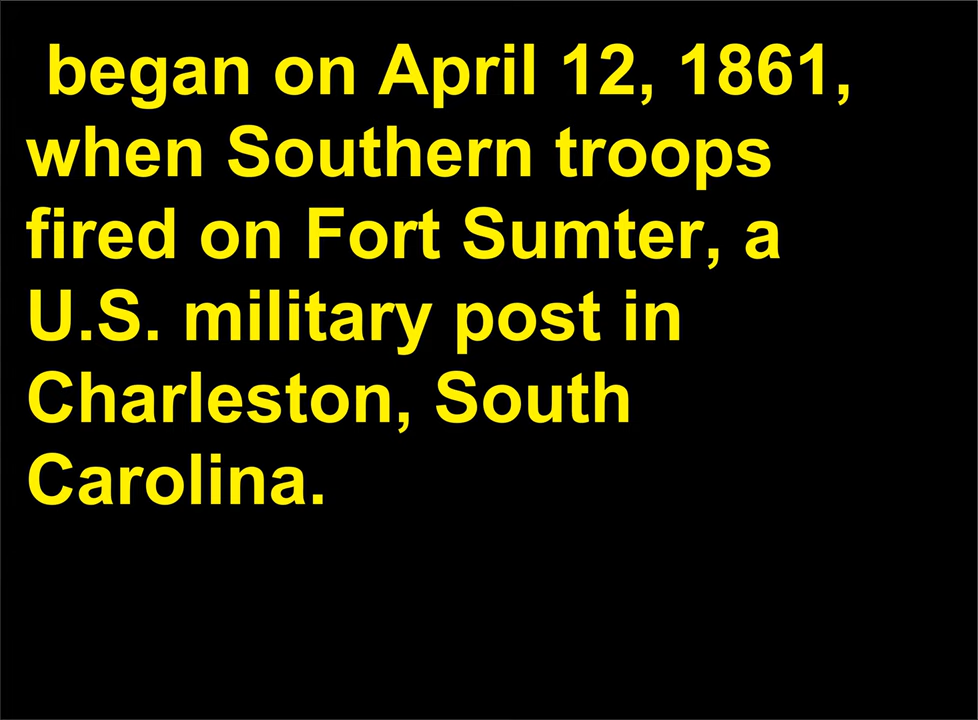 began on April 12, 1861,
when Southern troops
fired on Fort Sumter, a
U.S. military post in
Charleston, South
Carolina.